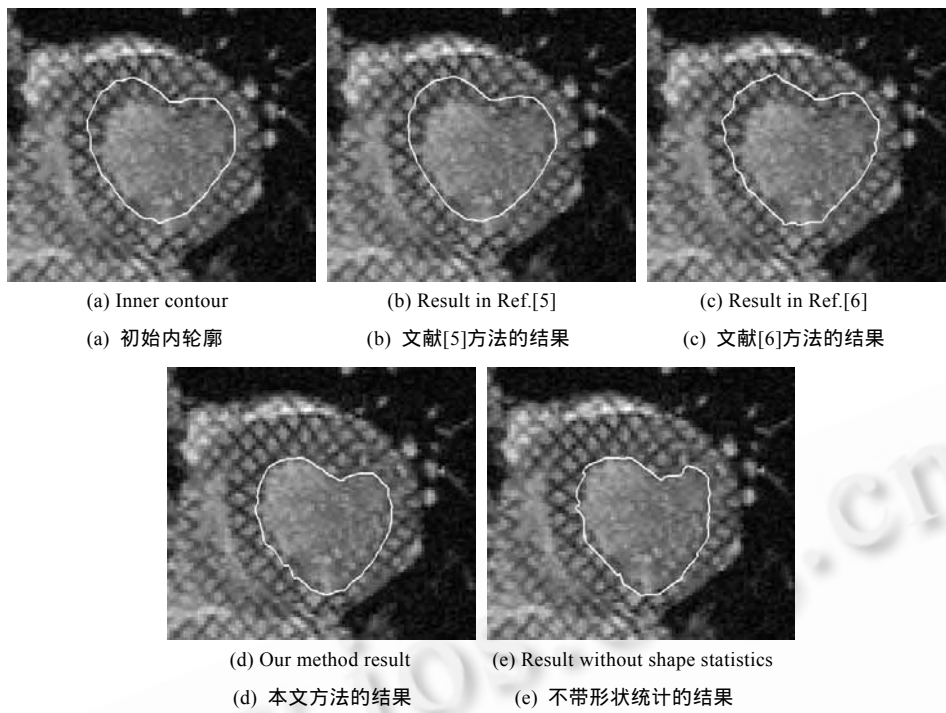 (a) Inner contour (b) Result in Ref.[5] (c) Result in Ref.[6]
(a) 初始内轮廓 (b) 文献[5]方法的结果 (c) 文献[6]方法的结果
(d) Our method result (e) Result without shape statistics
(d) 本文方法的结果 (e) 不带形状统计的结果